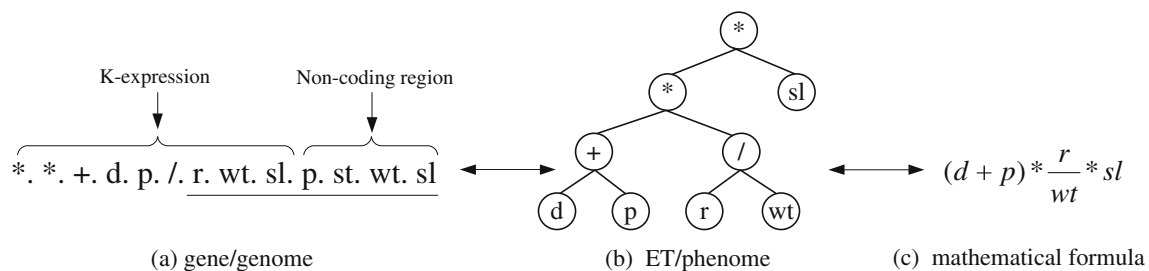 K-expression
Non-coding region
*. *. +. d. p. /. r. wt. sl. p. st. wt. sl
(a) gene/genome
*
* sl
+ /
d p r wt
(b) ET/phenome
(d + p) * r/wt * sl
(c) mathematical formula